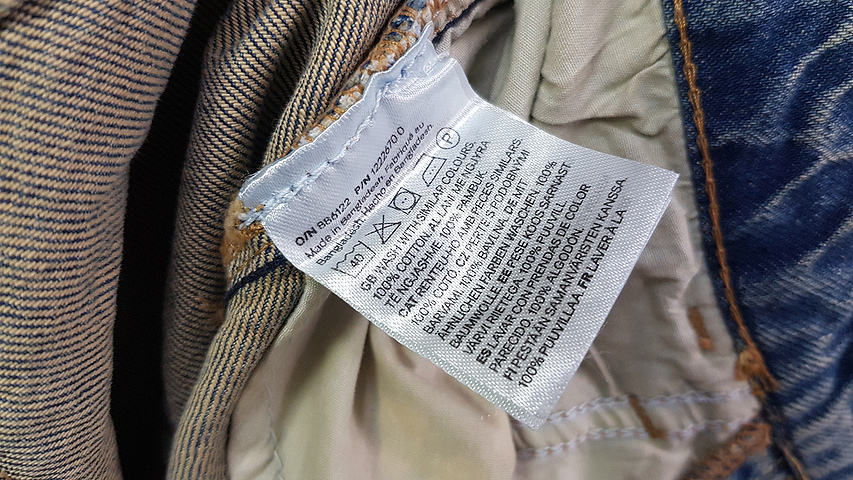 O/N BB6122 P/N 1222670.0
Made in Bangladesh. Fabriqué au
Bangladesh.Hecho en Bangladesh.
40 P
GB WASH WITH SIMILAR COLOURS.
100% COTTON. AL LANI ME NGJYRA
TË NGJASHME.100% PAMBUK.
CAT RENTEU-HO AMB PECES SIMILARS
100% COTÓ. CZ PERTE S PODOBNÝMI
BARVAMA. 100% BAVLNA. DE MIT
ÄHNLICHEN FARBEN WASCHEN. 100%
BAUMWOLLE. EE PESE KOOS SARNAST
VÄRVI RIIETEGA. 100% PUUVILL.
ES LAVAR CON PRENDAS DE COLOR
PARECIDO. 100% ALGODÓN.
FI PESTÄÄN SAMANVÄRISTEN KANSSA.
100% PUUVILLAA. FR LAVER À LA